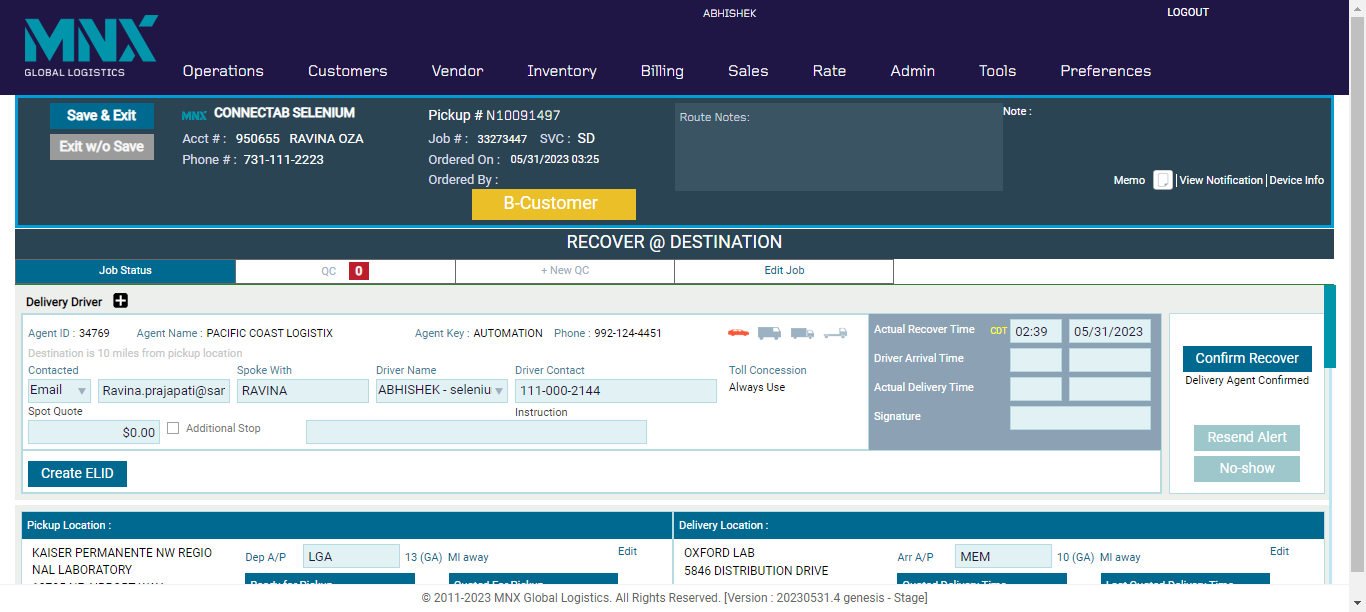 ABHISHEK
LOGOUT
MNX
GLOBAL LOGISTICS
Operations Customers Vendor Inventory Billing Sales Rate Admin Tools Preferences
Save & Exit
Exit w/o Save
MNX CONNECTAB SELENIUM
Acct # : 950655 RAVINA OZA
Phone # : 731-111-2223
Pickup # N10091497
Job # : 33273447 SVC : SD
Ordered On : 05/31/2023 03:25
Ordered By :
B-Customer
Route Notes:
Note :
Memo View Notification Device Info
RECOVER @ DESTINATION
Job Status QC 0 + New QC Edit Job
Delivery Driver
Agent ID : 34769 Agent Name : PACIFIC COAST LOGISTIX Agent Key : AUTOMATION Phone : 992-124-4451
Destination is 10 miles from pickup location
Contacted Spoke With Driver Name Driver Contact Toll Concession
Email Ravina.prajapati@sar RAVINA ABHISHEK - seleniu 111-000-2144 Always Use
Spot Quote Instruction
$0.00 Additional Stop
Create ELID
Actual Recover Time CDT 02:39 05/31/2023
Driver Arrival Time
Actual Delivery Time
Signature
Confirm Recover
Delivery Agent Confirmed
Resend Alert
No-show
Pickup Location :
KAISER PERMANENTE NW REGIO
NAL LABORATORY
Dep A/P LGA 13 (GA) MI away Edit
Ready for Pickup Quoted For Pickup
Delivery Location :
OXFORD LAB
5846 DISTRIBUTION DRIVE
Arr A/P MEM 10 (GA) MI away Edit
Quoted Delivery Time Last Quoted Delivery Time
© 2011-2023 MNX Global Logistics. All Rights Reserved. [Version : 20230531.4 genesis - Stage]